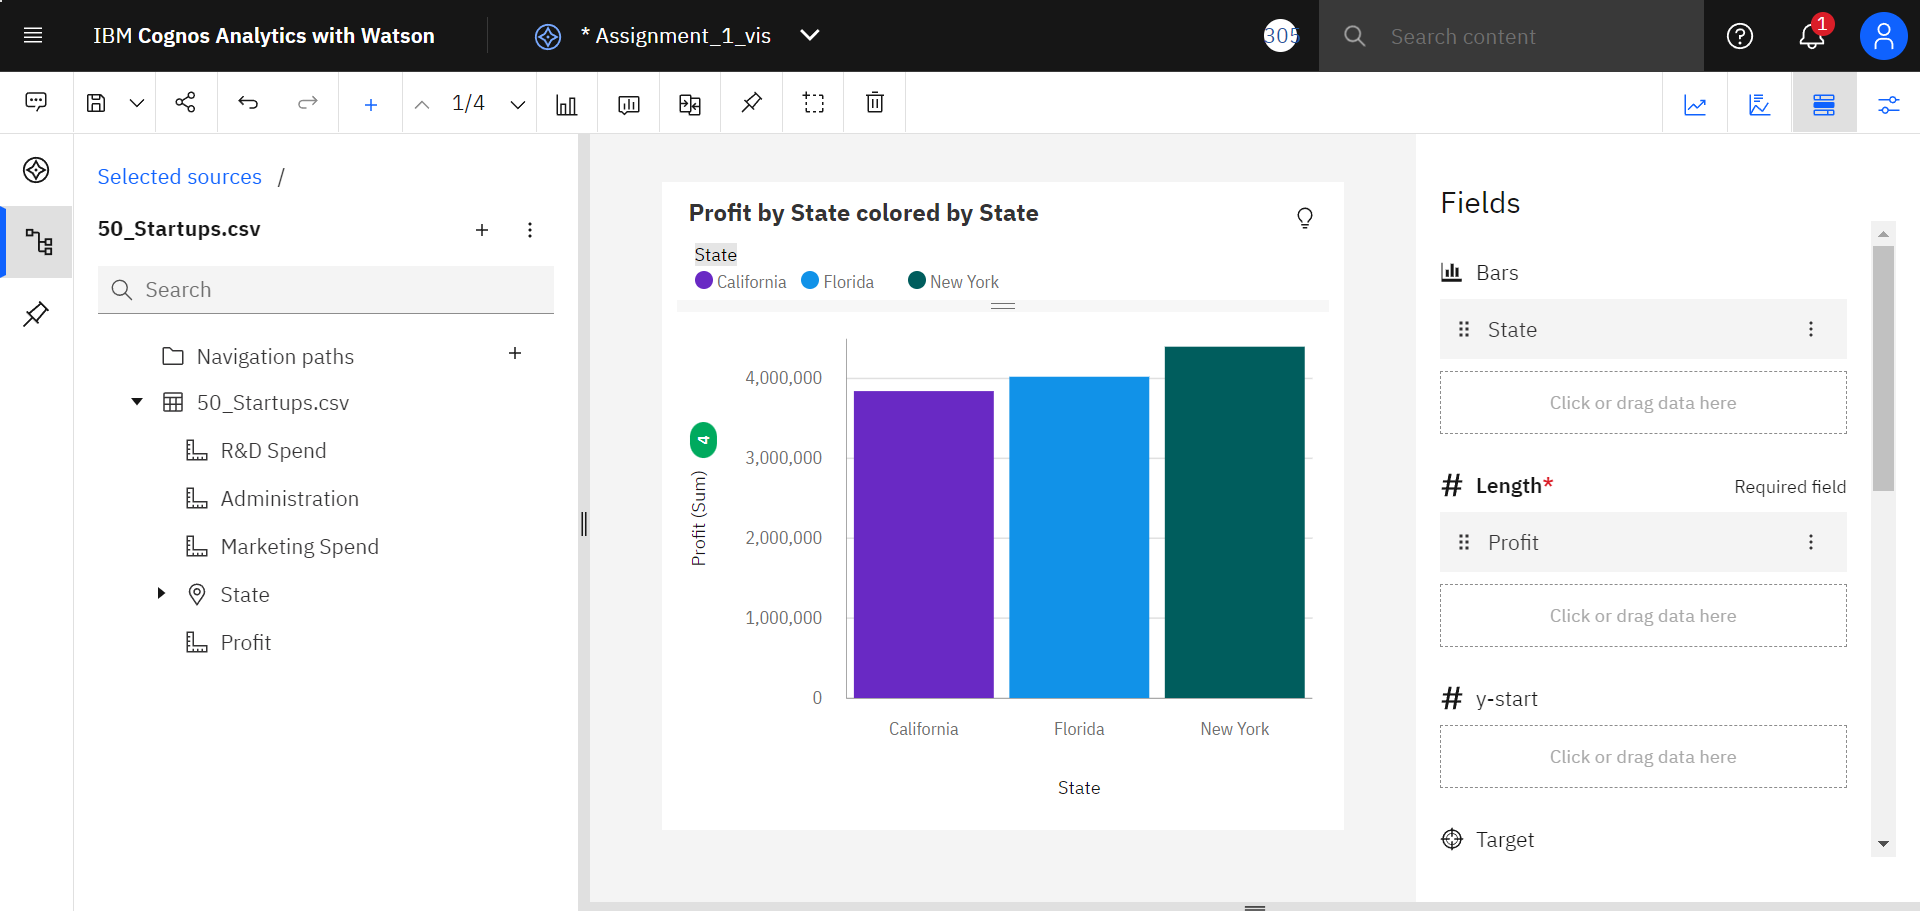 IBM Cognos Analytics with Watson
* Assignment_1_vis
305
Search content
1
1/4
Selected sources /
50_Startups.csv
Search
Navigation paths
50_Startups.csv
R&D Spend
Administration
Marketing Spend
State
Profit
Profit by State colored by State
State
California
Florida
New York
4
Profit (Sum)
4,000,000
3,000,000
2,000,000
1,000,000
0
California
Florida
New York
State
Fields
Bars
State
Click or drag data here
# Length* Required field
Profit
Click or drag data here
# y-start
Click or drag data here
Target